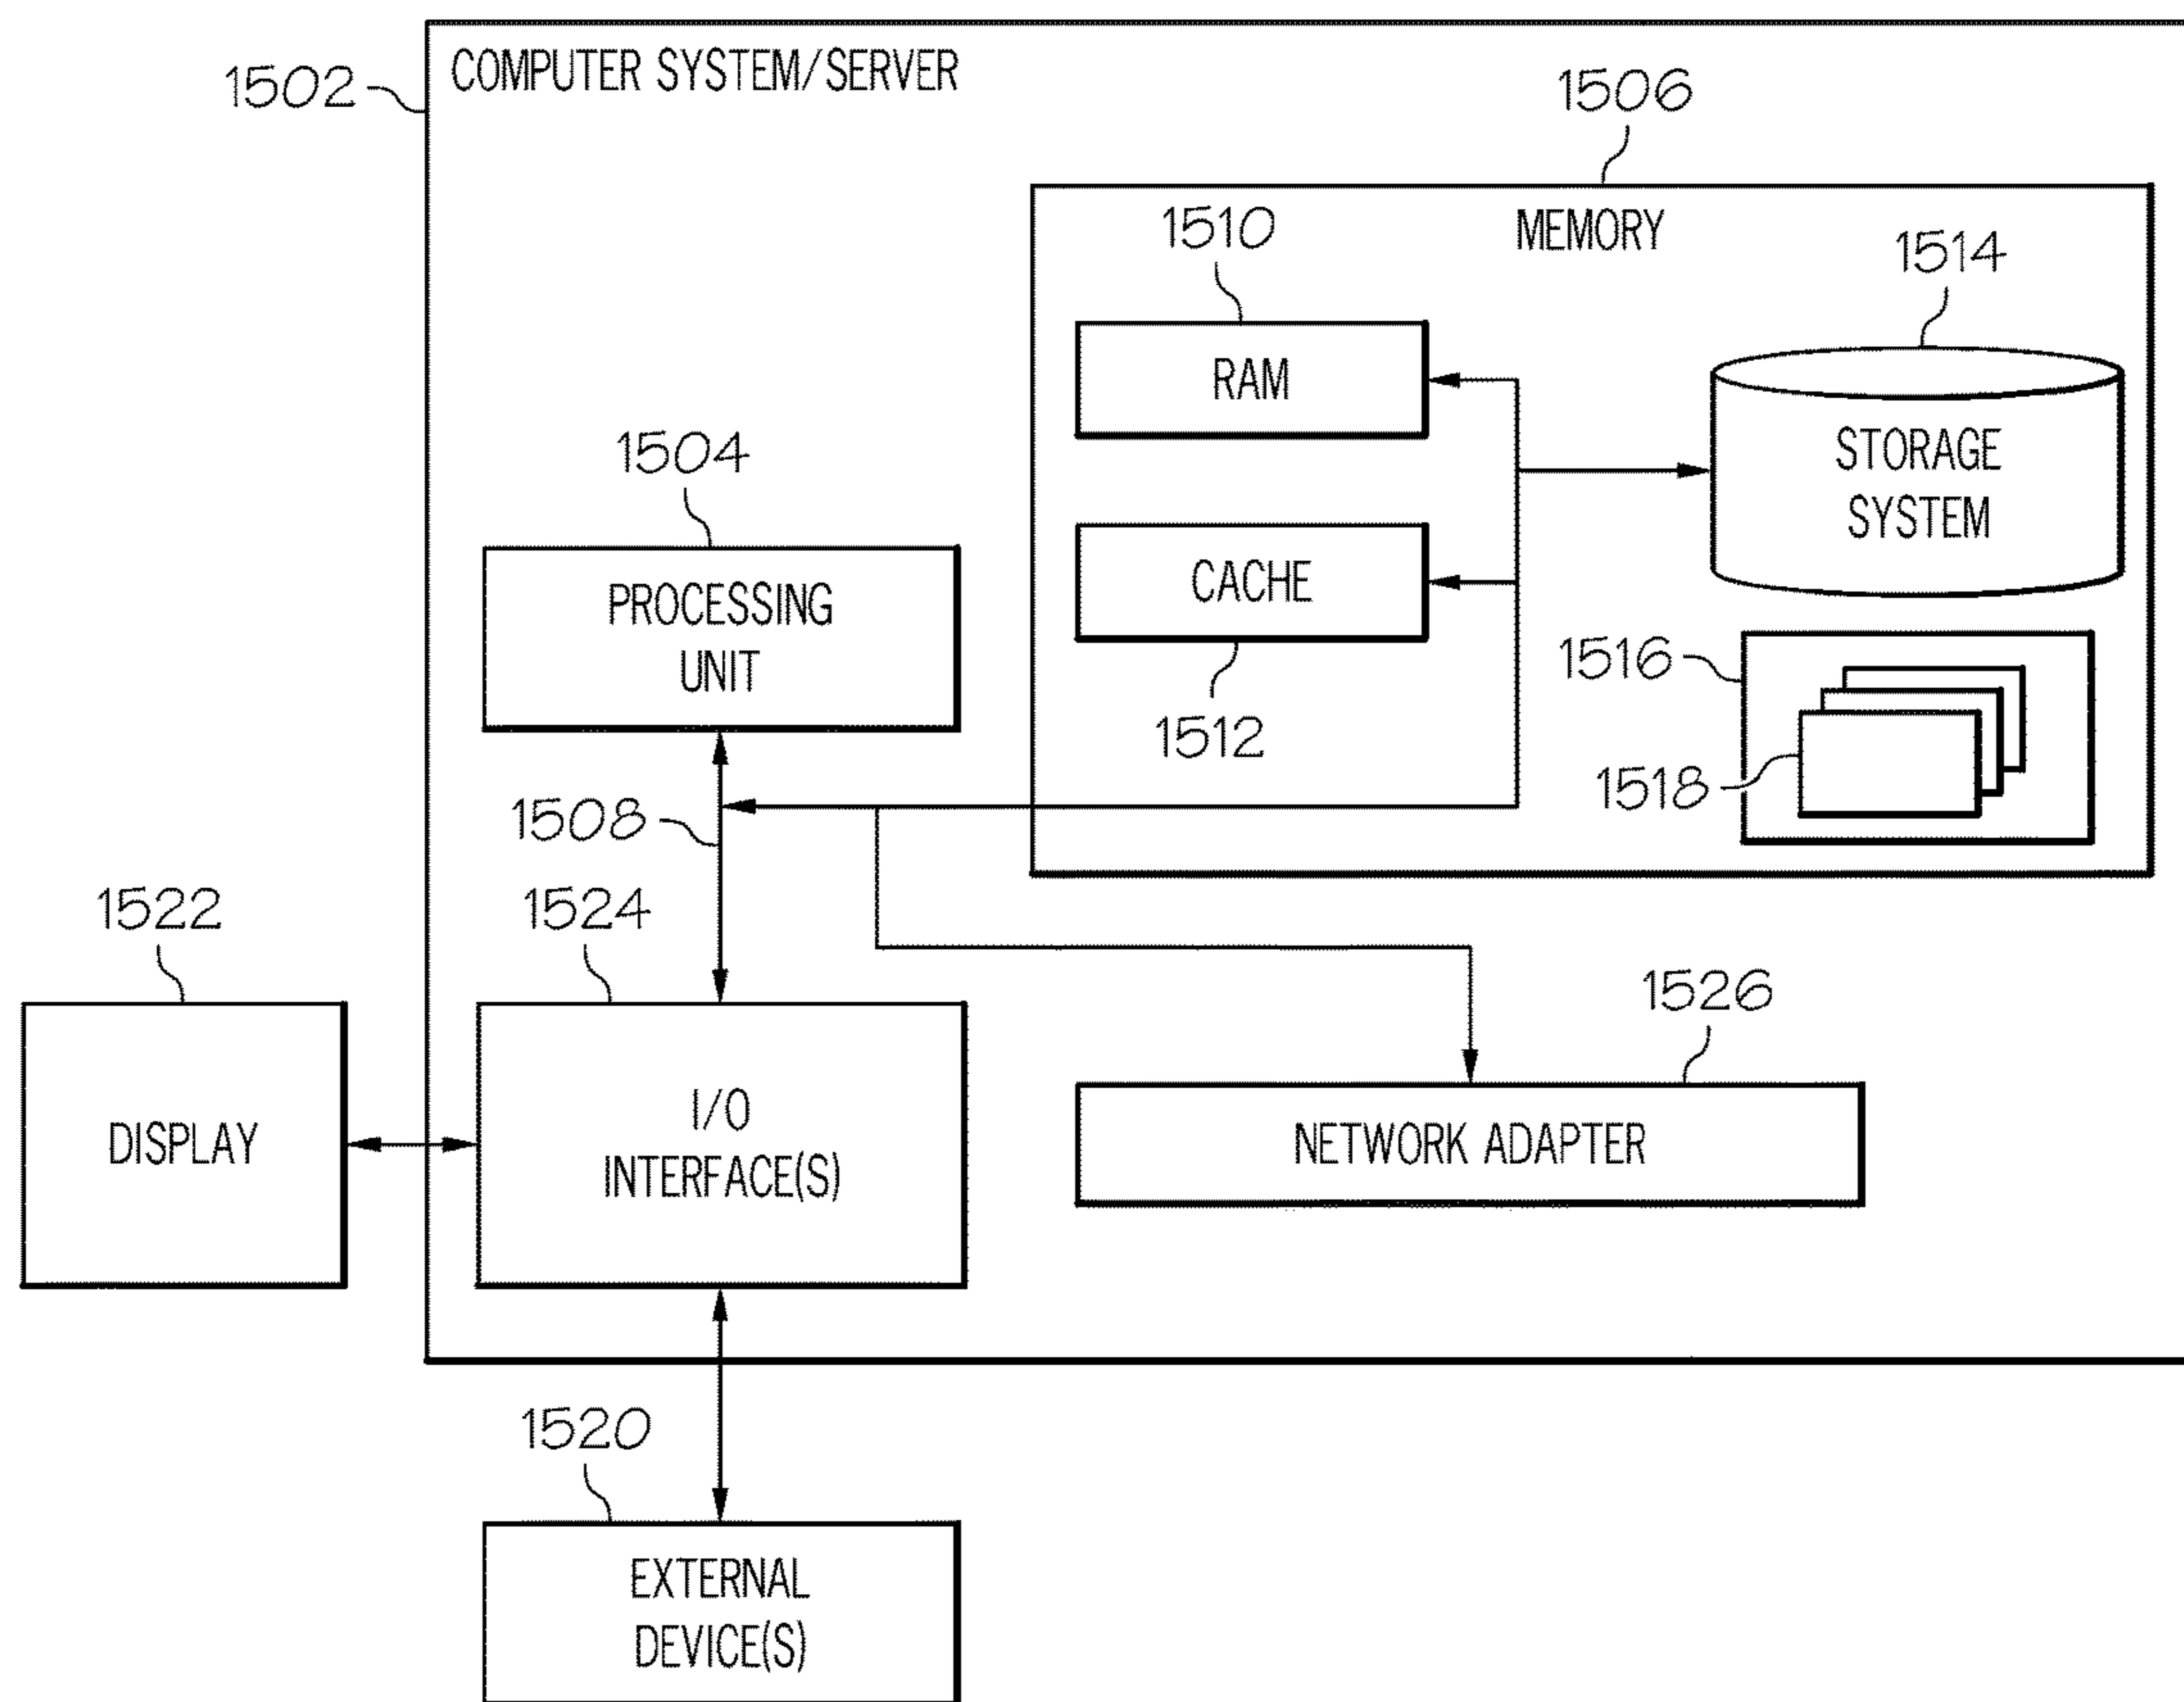 1502
COMPUTER SYSTEM/SERVER
1506
MEMORY
1510
RAM
1514
STORAGE
SYSTEM
1504
PROCESSING
UNIT
CACHE
1512
1516
1518
1508
1522
DISPLAY
1524
I/O
INTERFACE(S)
1526
NETWORK ADAPTER
1520
EXTERNAL
DEVICE(S)